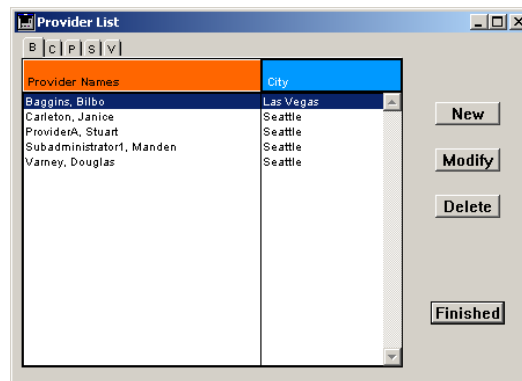 Provider List
B C P S V
Provider Names City
Baggins, Bilbo Las Vegas
Carleton, Janice Seattle
ProviderA, Stuart Seattle
Subadministrator1, Manden Seattle
Varney, Douglas Seattle
New
Modify
Delete
Finished